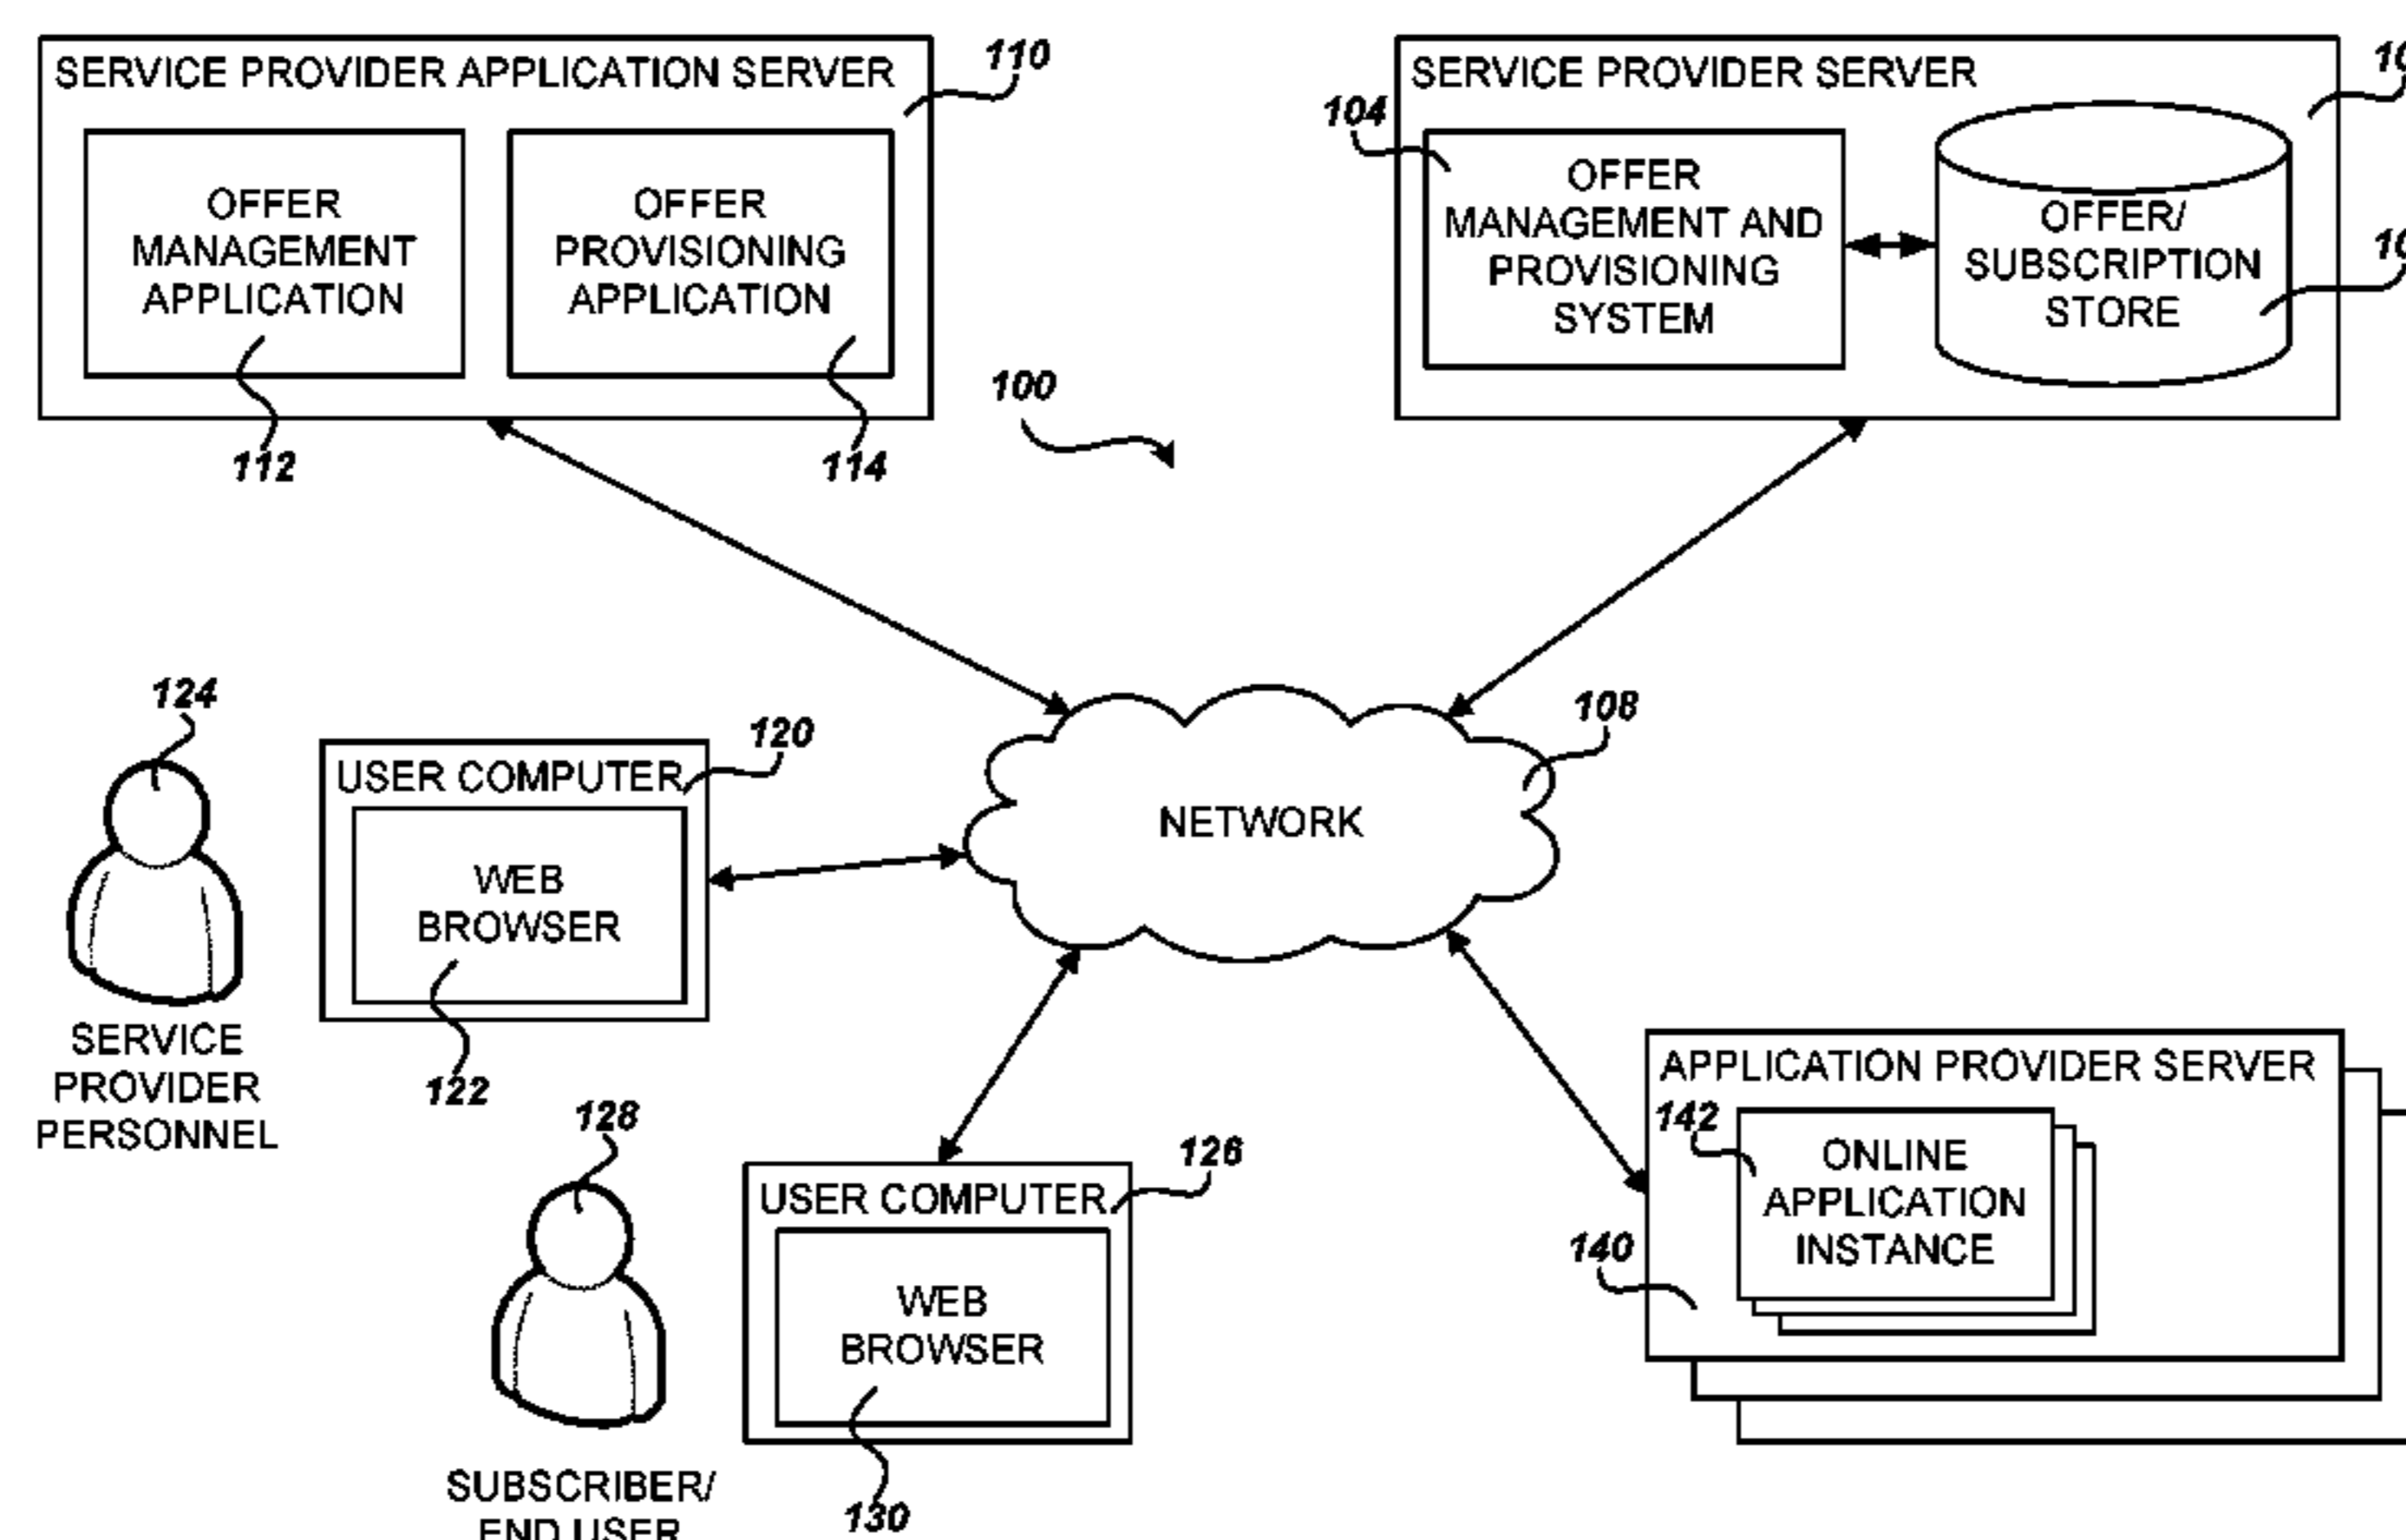 SERVICE PROVIDER APPLICATION SERVER
110
OFFER
MANAGEMENT
APPLICATION
OFFER
PROVISIONING
APPLICATION
112
114
SERVICE PROVIDER SERVER
104
OFFER
MANAGEMENT AND
PROVISIONING
SYSTEM
OFFER/
SUBSCRIPTION
STORE
100
124
SERVICE
PROVIDER
PERSONNEL
USER COMPUTER
120
WEB
BROWSER
122
NETWORK
108
128
SUBSCRIBER/
END USER
USER COMPUTER
126
WEB
BROWSER
130
APPLICATION PROVIDER SERVER
142
ONLINE
APPLICATION
INSTANCE
140